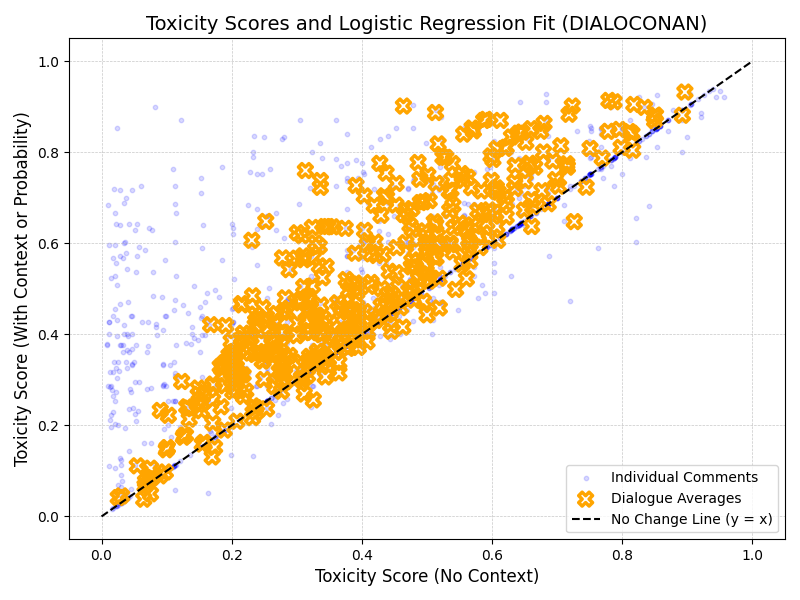 Toxicity Scores and Logistic Regression Fit (DIALOCONAN)
Toxicity Score (With Context or Probability)
1.0
0.8
0.6
0.4
0.2
0.0
0.0 0.2 0.4 0.6 0.8 1.0
Toxicity Score (No Context)
Individual Comments
Dialogue Averages
No Change Line (y = x)